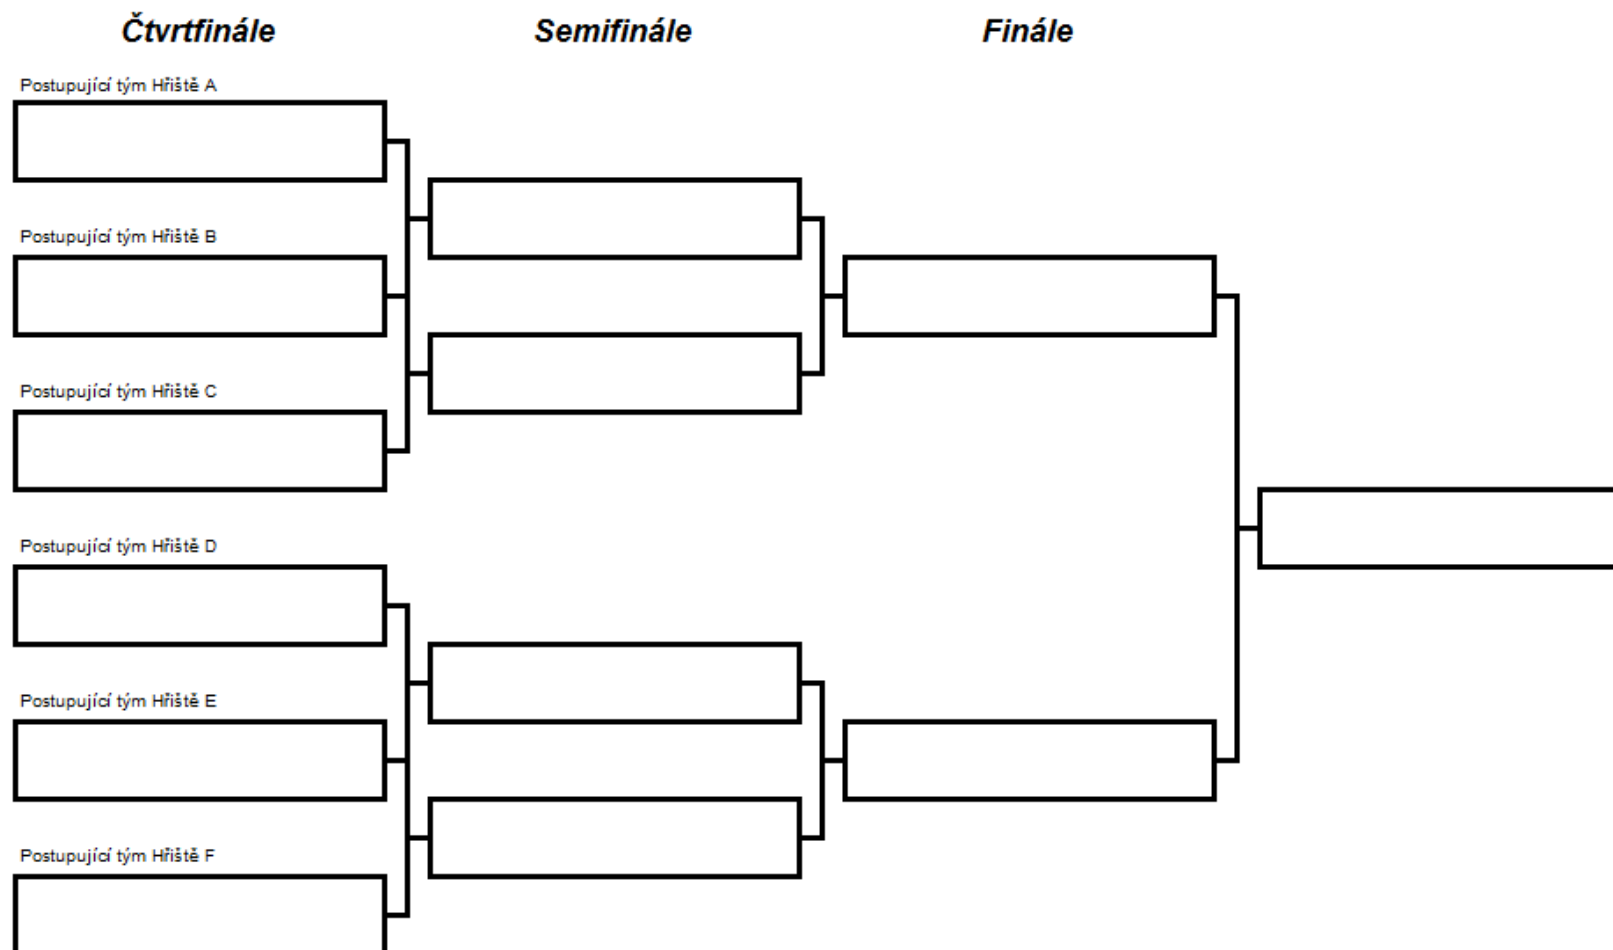 Čtvrtfinále Semifinále Finále
Postupující tým Hřiště A
Postupující tým Hřiště B
Postupující tým Hřiště C
Postupující tým Hřiště D
Postupující tým Hřiště E
Postupující tým Hřiště F